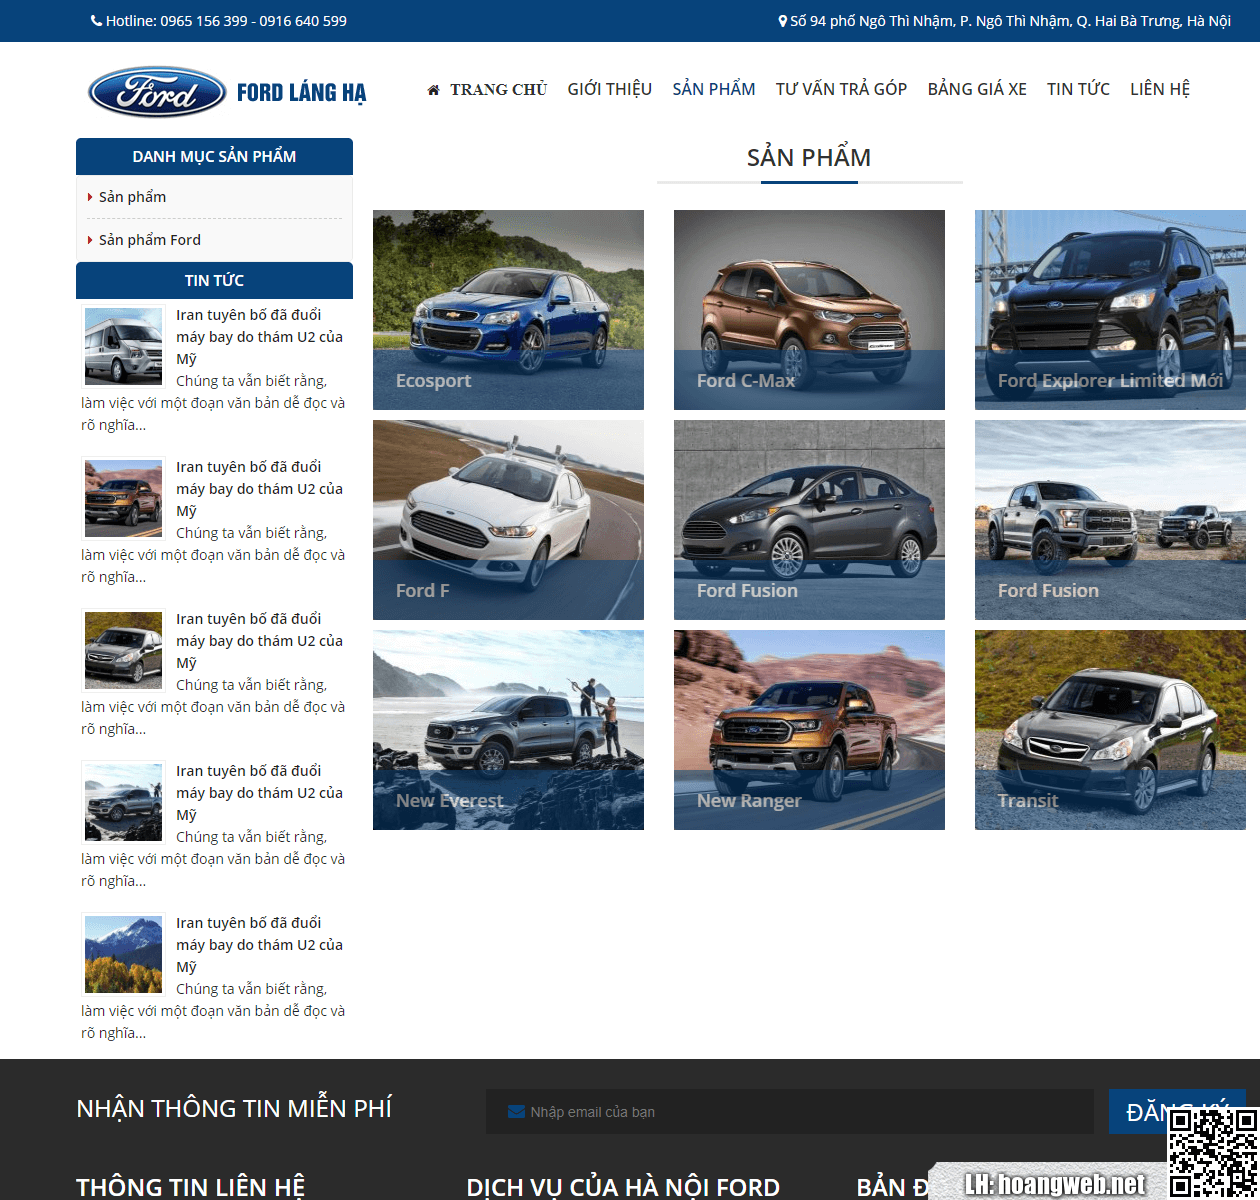 Hotline: 0965 156 399 - 0916 640 599
Số 94 phố Ngô Thì Nhậm, P. Ngô Thì Nhậm, Q. Hai Bà Trưng, Hà Nội
Ford FORD LÁNG HẠ
TRANG CHỦ GIỚI THIỆU SẢN PHẨM TƯ VẤN TRẢ GÓP BẢNG GIÁ XE TIN TỨC LIÊN HỆ
DANH MỤC SẢN PHẨM
Sản phẩm
Sản phẩm Ford
TIN TỨC
Iran tuyên bố đã đuổi
máy bay do thám U2 của
Mỹ
Chúng ta vẫn biết rằng,
làm việc với một đoạn văn bản dễ đọc và
rõ nghĩa...
Iran tuyên bố đã đuổi
máy bay do thám U2 của
Mỹ
Chúng ta vẫn biết rằng,
làm việc với một đoạn văn bản dễ đọc và
rõ nghĩa...
Iran tuyên bố đã đuổi
máy bay do thám U2 của
Mỹ
Chúng ta vẫn biết rằng,
làm việc với một đoạn văn bản dễ đọc và
rõ nghĩa...
Iran tuyên bố đã đuổi
máy bay do thám U2 của
Mỹ
Chúng ta vẫn biết rằng,
làm việc với một đoạn văn bản dễ đọc và
rõ nghĩa...
Iran tuyên bố đã đuổi
máy bay do thám U2 của
Mỹ
Chúng ta vẫn biết rằng,
làm việc với một đoạn văn bản dễ đọc và
rõ nghĩa...
SẢN PHẨM
Ecosport
Ford C-Max
Ford Explorer Limited Mới
Ford F
Ford Fusion
Ford Fusion
New Everest
New Ranger
Transit
NHẬN THÔNG TIN MIỄN PHÍ
Nhập email của bạn
ĐĂNG KÝ
THÔNG TIN LIÊN HỆ
DỊCH VỤ CỦA HÀ NỘI FORD
BẢN
LH: hoangweb.net